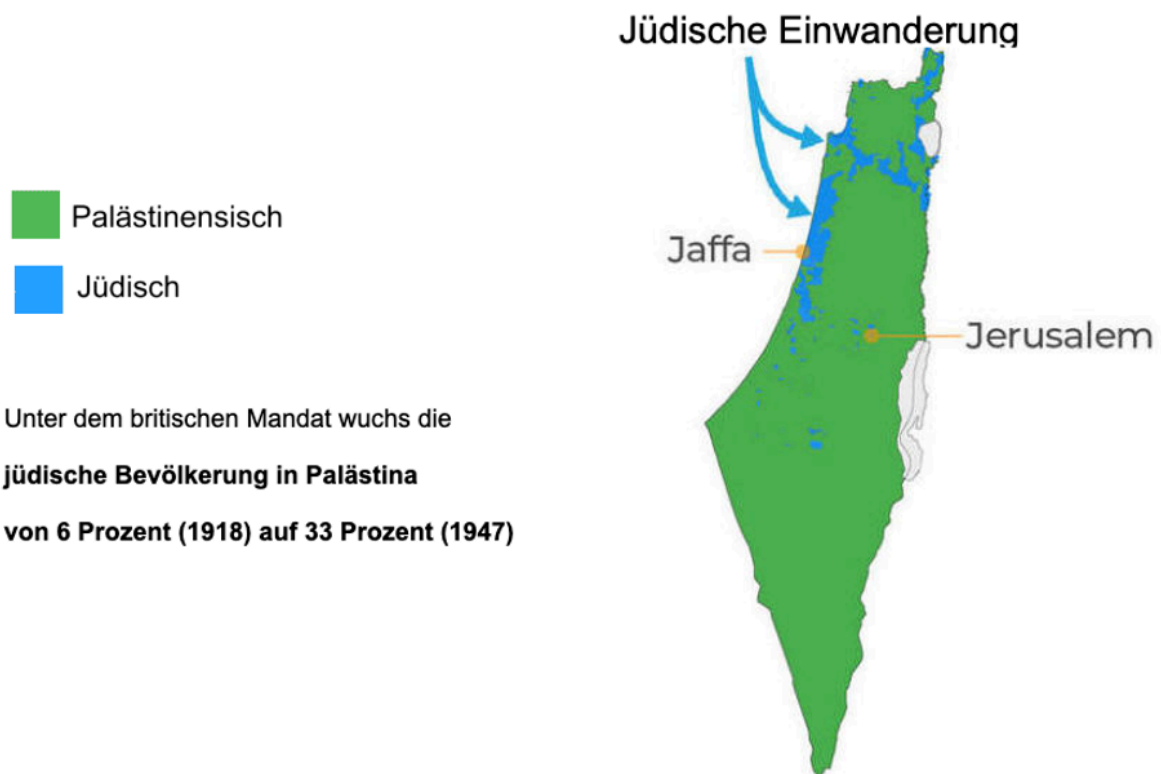 Jüdische Einwanderung
Palästinensisch
Jüdisch
Jaffa
Jerusalem
Unter dem britischen Mandat wuchs die
jüdische Bevölkerung in Palästina
von 6 Prozent (1918) auf 33 Prozent (1947)